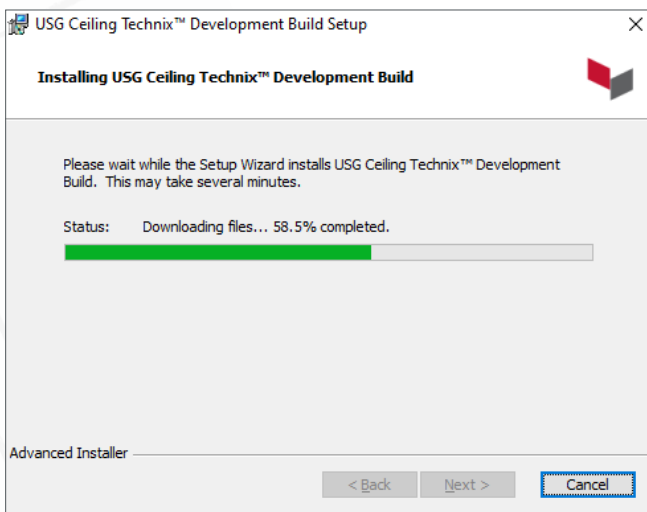 USG Ceiling Technix™ Development Build Setup
Installing USG Ceiling Technix™ Development Build
Please wait while the Setup Wizard installs USG Ceiling Technix™ Development
Build. This may take several minutes.
Status: Downloading files... 58.5% completed.
Advanced Installer
< Back Next > Cancel